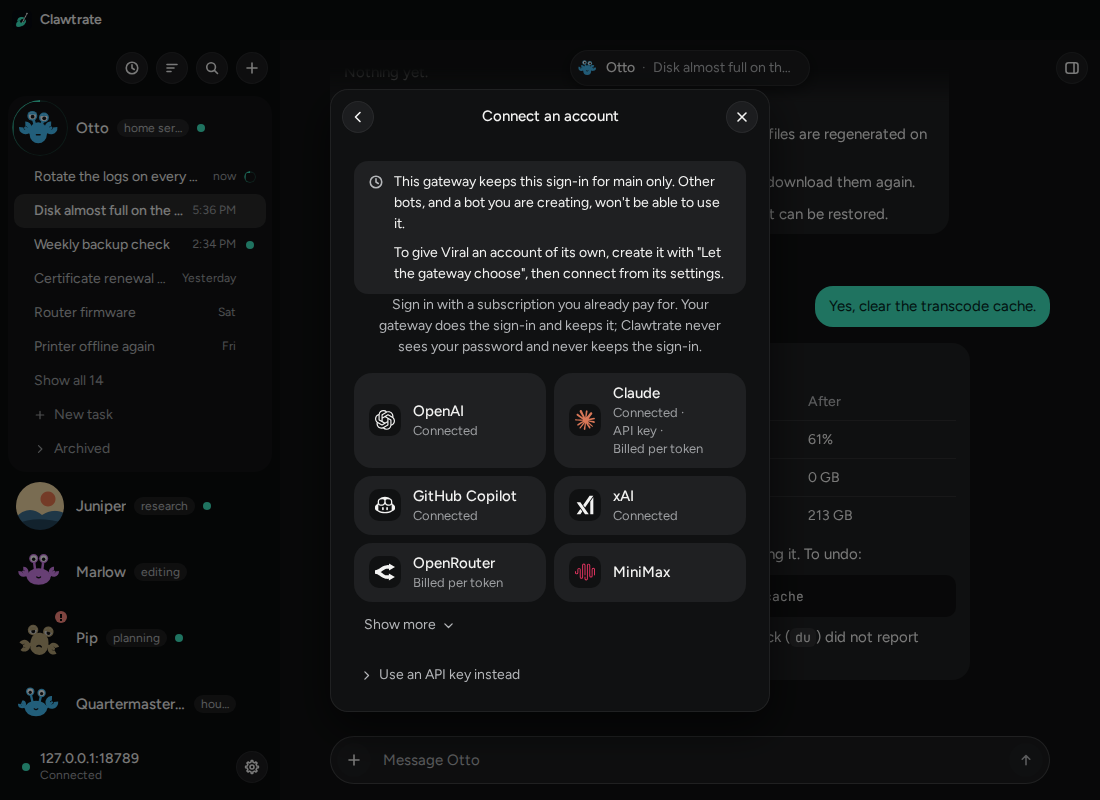 Clawtrate
Nothing yet.
Otto · Disk almost full on th...
Otto home ser...
Rotate the logs on every ... now
Disk almost full on the ... 5:36 PM
Weekly backup check 2:34 PM
Certificate renewal ... Yesterday
Router firmware Sat
Printer offline again Fri
Show all 14
+ New task
Archived
Juniper research
Marlow editing
Pip planning
!
Quartermaster... hou...
127.0.0.1:18789
Connected
Connect an account
This gateway keeps this sign-in for main only. Other
bots, and a bot you are creating, won't be able to use
it.
To give Viral an account of its own, create it with "Let
the gateway choose", then connect from its settings.
Sign in with a subscription you already pay for. Your
gateway does the sign-in and keeps it; Clawtrate never
sees your password and never keeps the sign-in.
OpenAI
Connected
Claude
Connected ·
API key ·
Billed per token
GitHub Copilot
Connected
xAI
Connected
OpenRouter
Billed per token
MiniMax
Show more
Use an API key instead
files are regenerated on
download them again.
t can be restored.
Yes, clear the transcode cache.
After
61%
0 GB
213 GB
ng it. To undo:
cache
ck ( du ) did not report
Message Otto